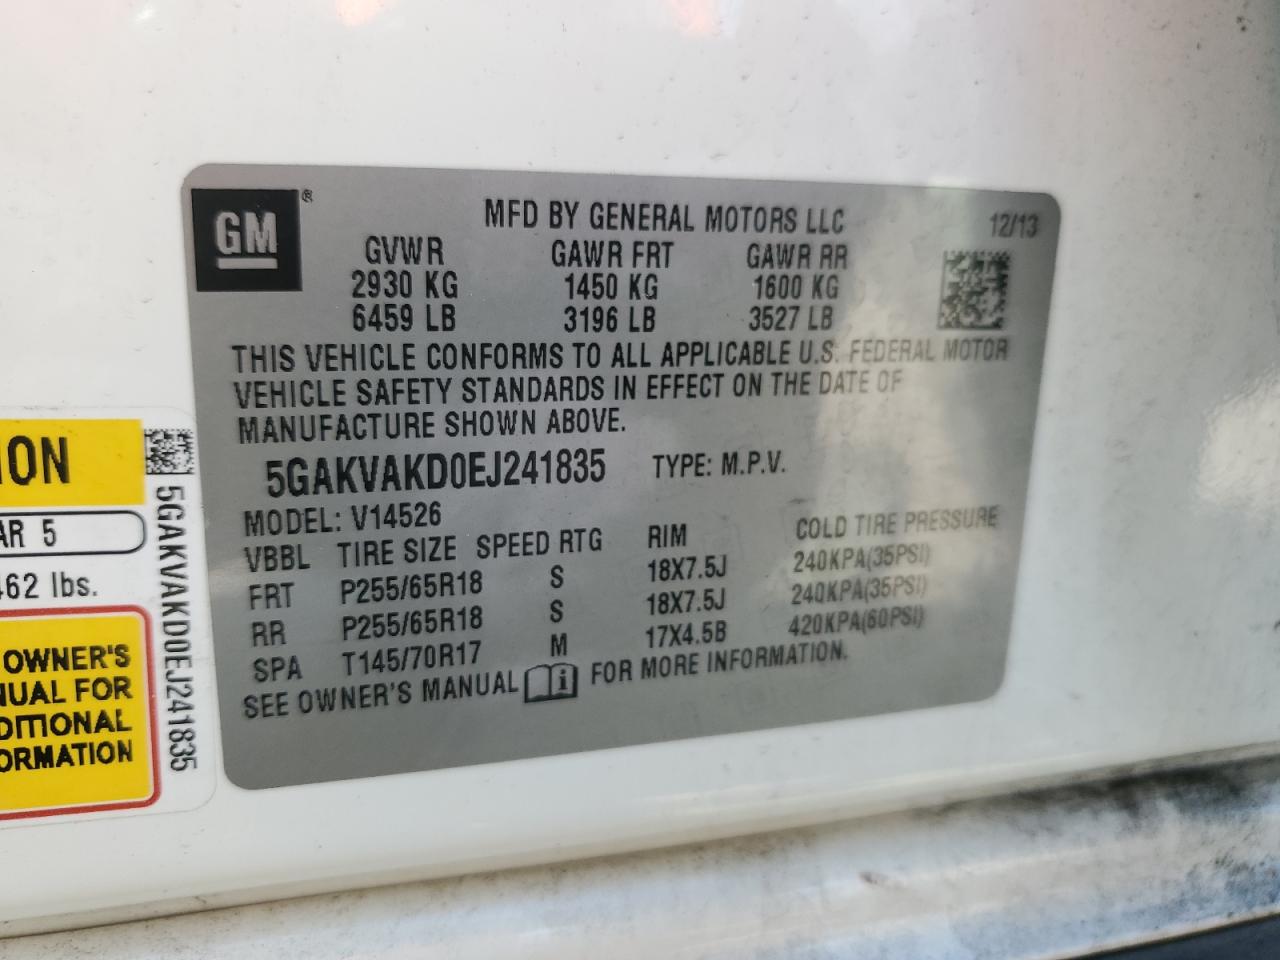 GM®
MFD BY GENERAL MOTORS LLC 12/13
GVWR GAWR FRT GAWR RR
2930 KG 1450 KG 1600 KG
6459 LB 3196 LB 3527 LB
THIS VEHICLE CONFORMS TO ALL APPLICABLE U.S. FEDERAL MOTOR
VEHICLE SAFETY STANDARDS IN EFFECT ON THE DATE OF
MANUFACTURE SHOWN ABOVE.
5GAKVAKD0EJ241835 TYPE: M.P.V.
MODEL: V14526
VBBL TIRE SIZE SPEED RTG RIM COLD TIRE PRESSURE
FRT P255/65R18 S 18X7.5J 240KPA(35PSI)
RR P255/65R18 S 18X7.5J 240KPA(35PSI)
SPA T145/70R17 M 17X4.5B 420KPA(60PSI)
SEE OWNER'S MANUAL i FOR MORE INFORMATION.
ION
AR 5
462 lbs.
OWNER'S
NUAL FOR
DITIONAL
ORMATION
5GAKVAKD0EJ241835